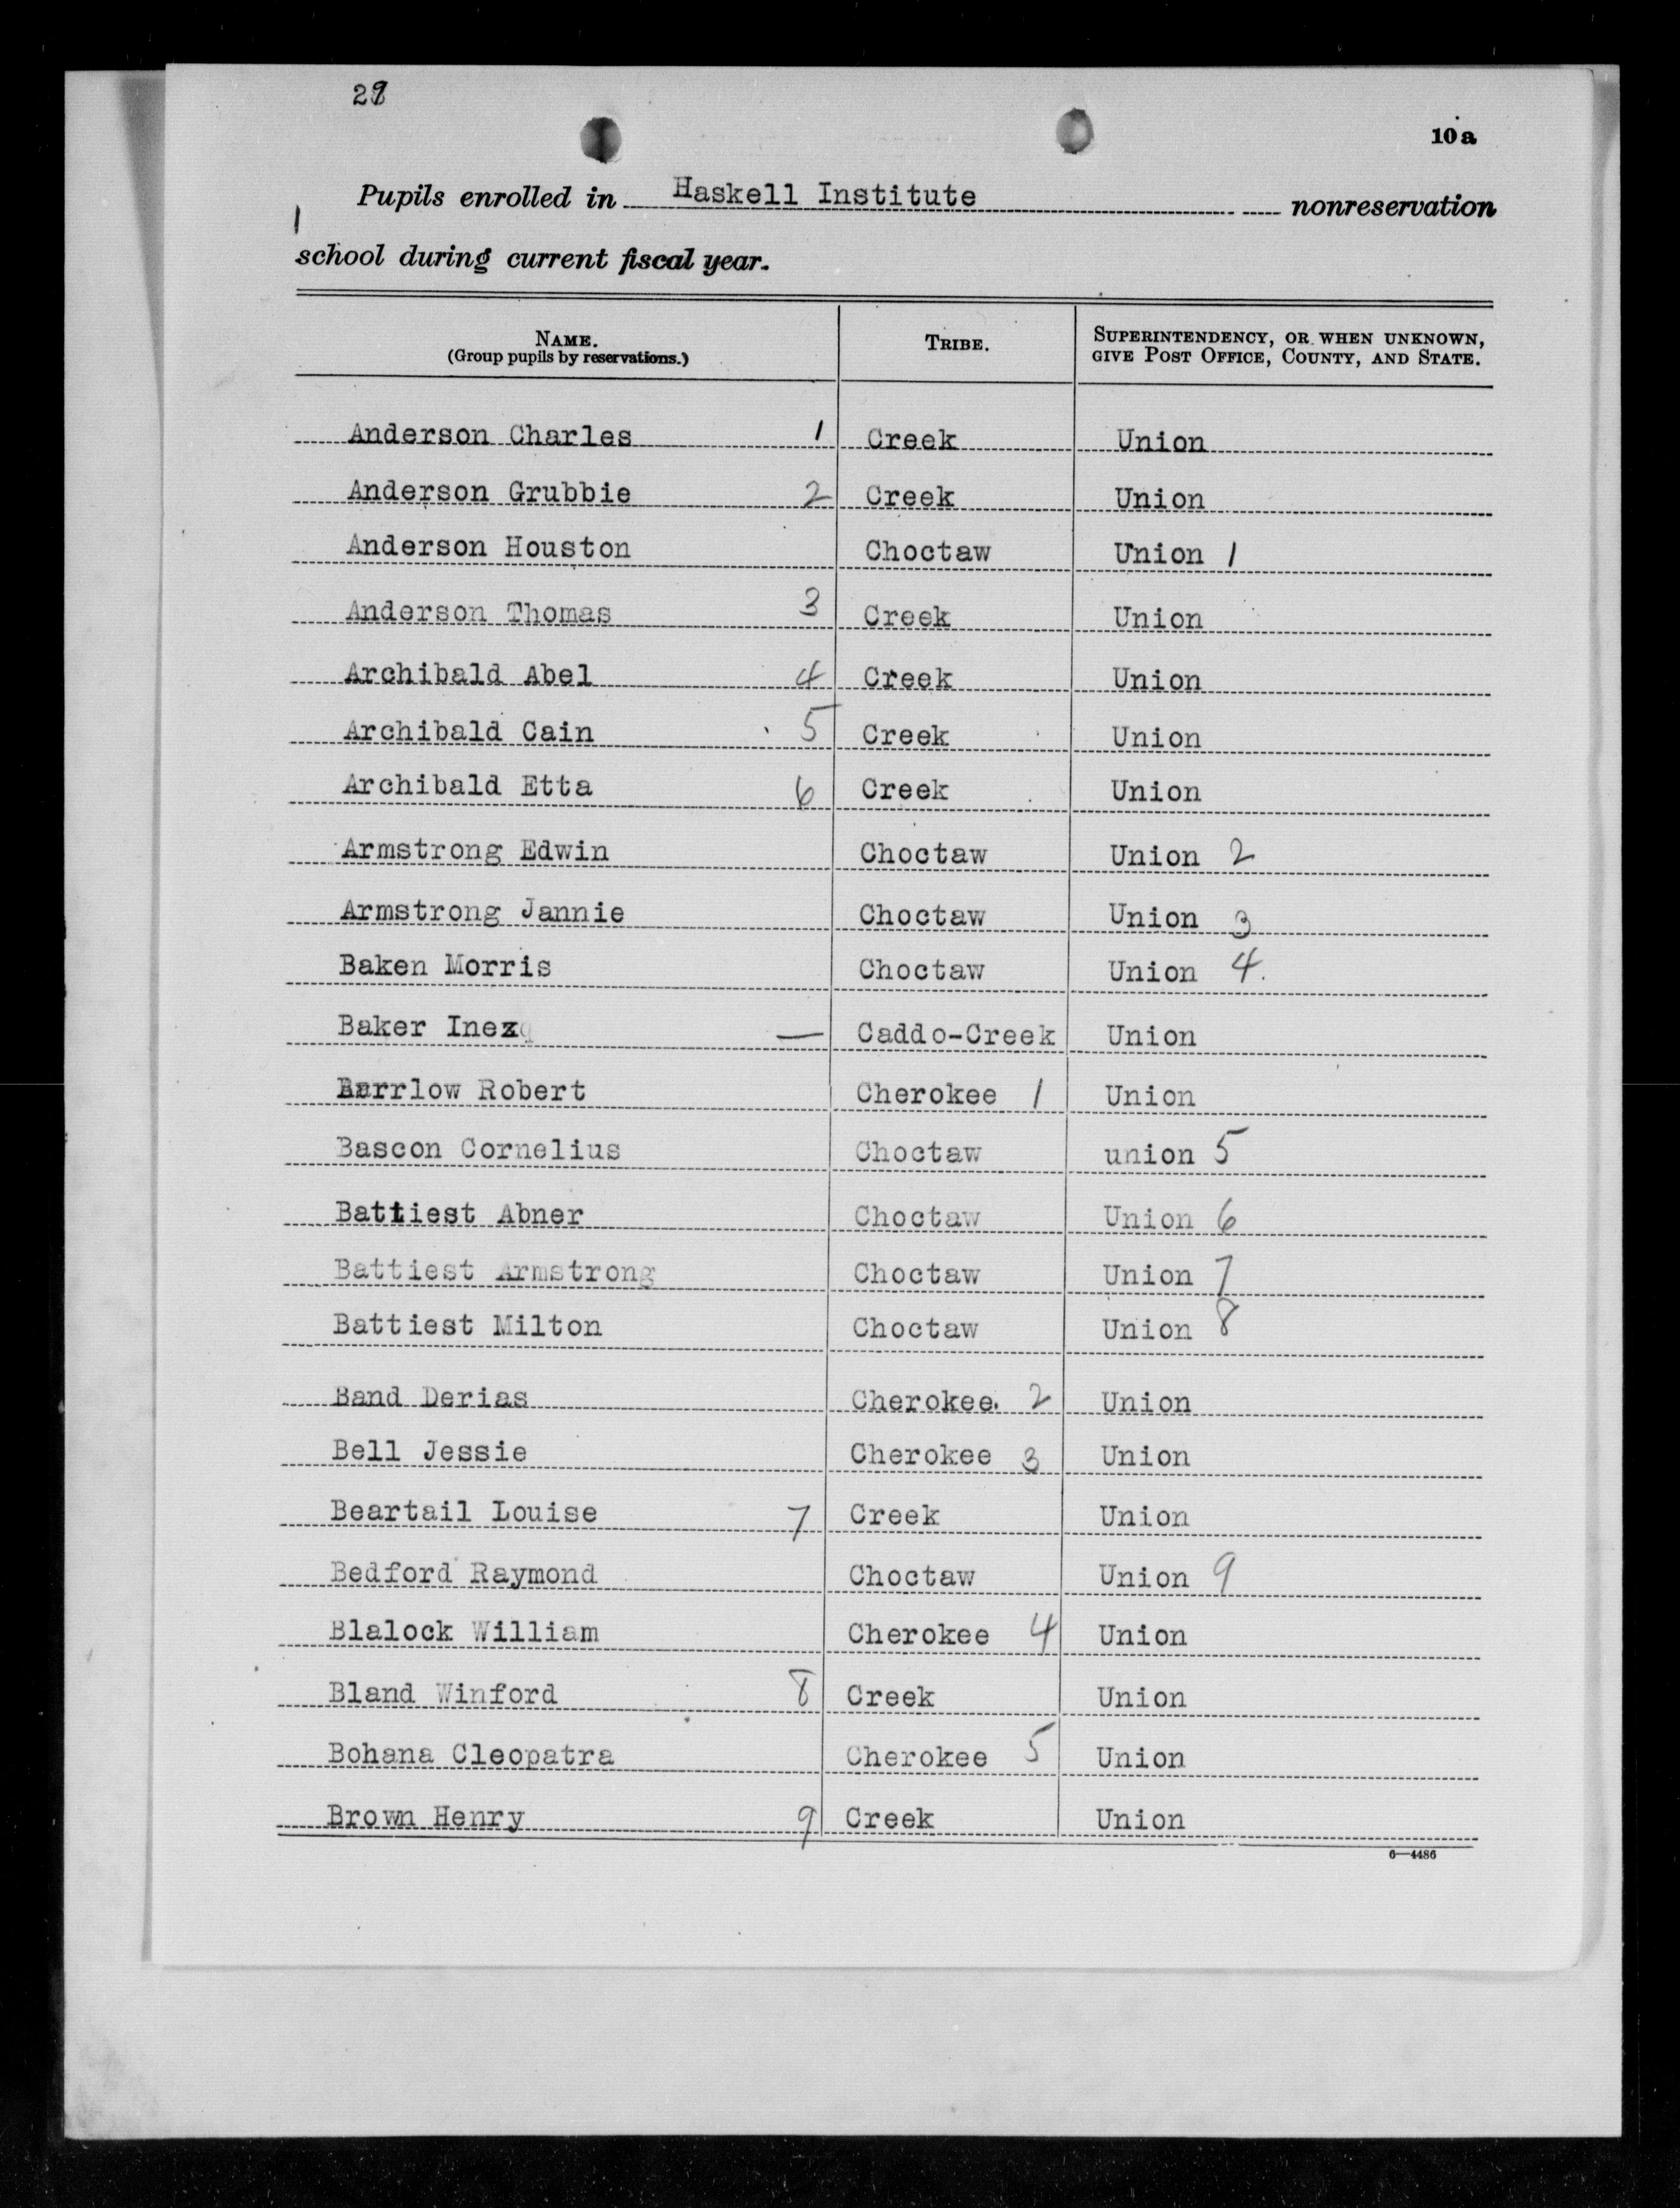 29
10 a
Pupils enrolled in Haskell Institute nonreservation
school during current fiscal year.
NAME. TRIBE. SUPERINTENDENCY, OR WHEN UNKNOWN,
(Group pupils by reservations.) GIVE POST OFFICE, COUNTY, AND STATE.
Anderson Charles 1 Creek Union
Anderson Grubbie 2 Creek Union
Anderson Houston Choctaw Union 1
Anderson Thomas 3 Creek Union
Archibald Abel 4 Creek Union
Archibald Cain 5 Creek Union
Archibald Etta 6 Creek Union
Armstrong Edwin Choctaw Union 2
Armstrong Jannie Choctaw Union 3
Baken Morris Choctaw Union 4.
Baker Inez — Caddo-Creek Union
Barrlow Robert Cherokee 1 Union
Bascon Cornelius Choctaw union 5
Battiest Abner Choctaw Union 6
Battiest Armstrong Choctaw Union 7
Battiest Milton Choctaw Union 8
Band Derias Cherokee. 2 Union
Bell Jessie Cherokee 3 Union
Beartail Louise 7 Creek Union
Bedford Raymond Choctaw Union 9
Blalock William Cherokee 4 Union
Bland Winford 8 Creek Union
Bohana Cleopatra Cherokee 5 Union
Brown Henry 9 Creek Union
6—4486